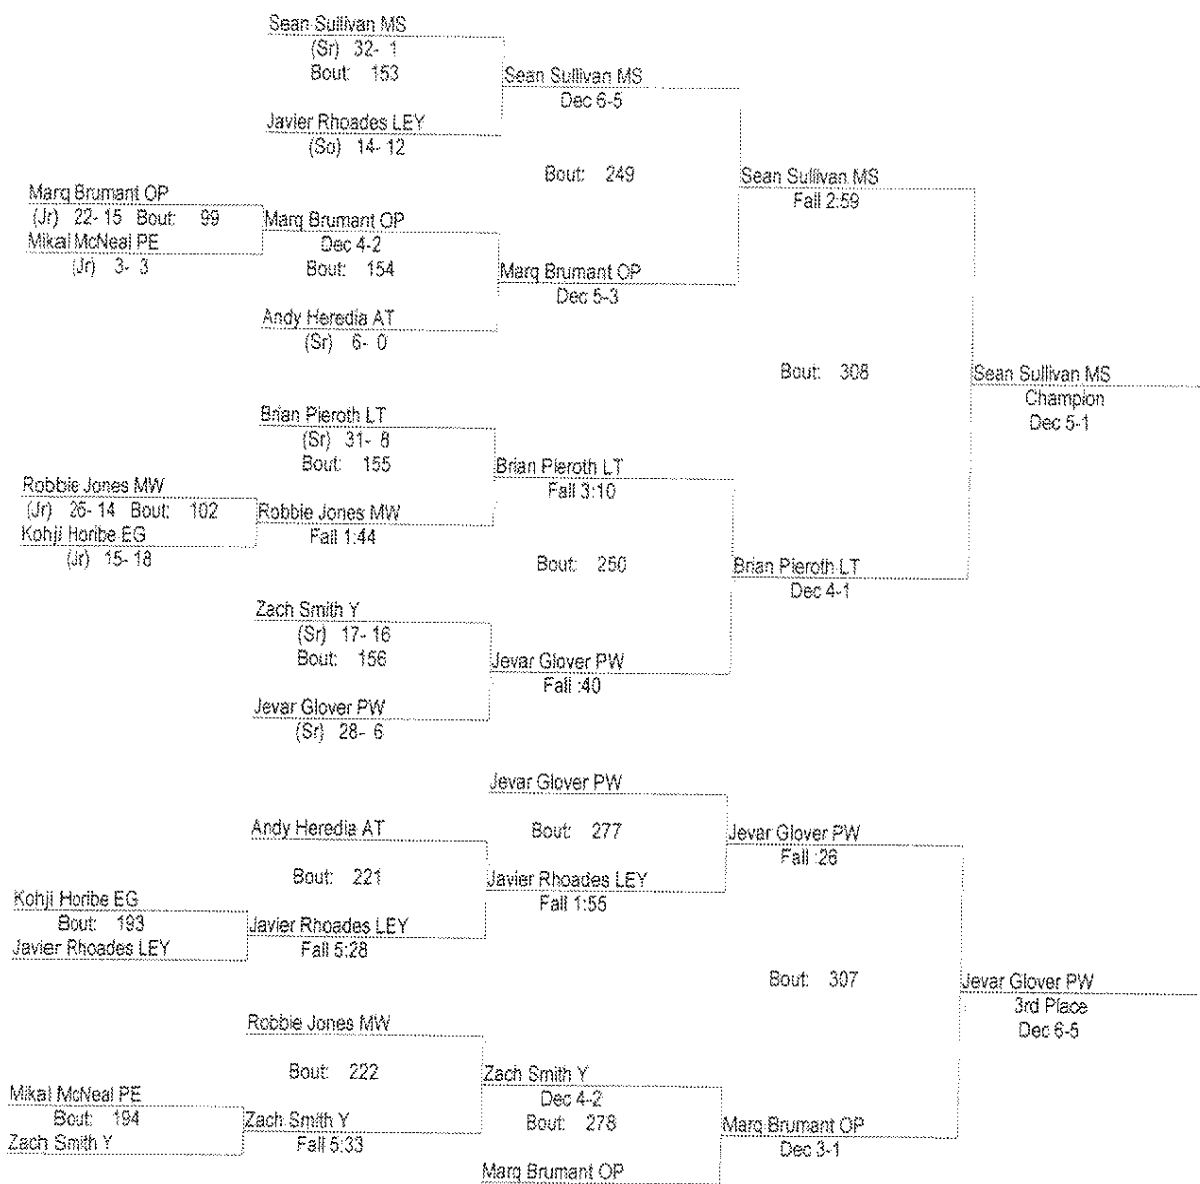 Sean Sullivan MS
(Sr) 32- 1
Bout: 153
Sean Sullivan MS
Dec 6-5
Javier Rhoades LEY
(So) 14- 12
Bout: 249
Sean Sullivan MS
Fall 2:59
Marq Brumant OP
(Jr) 22- 15 Bout: 99
Mikal McNeal PE
(Jr) 3- 3
Marq Brumant OP
Dec 4-2
Bout: 154
Marq Brumant OP
Dec 5-3
Andy Heredia AT
(Sr) 6- 0
Bout: 308
Sean Sullivan MS
Champion
Dec 5-1
Brian Pieroth LT
(Sr) 31- 8
Bout: 155
Brian Pieroth LT
Fall 3:10
Robbie Jones MW
(Jr) 26- 14 Bout: 102
Kohji Horibe EG
(Jr) 15- 18
Robbie Jones MW
Fall 1:44
Bout: 250
Brian Pieroth LT
Dec 4-1
Zach Smith Y
(Sr) 17- 16
Bout: 156
Jevar Glover PW
Fall :40
Jevar Glover PW
(Sr) 28- 6
Jevar Glover PW
Bout: 277
Jevar Glover PW
Fall :26
Andy Heredia AT
Bout: 221
Javier Rhoades LEY
Fall 1:55
Kohji Horibe EG
Bout: 193
Javier Rhoades LEY
Javier Rhoades LEY
Fall 5:28
Bout: 307
Jevar Glover PW
3rd Place
Dec 6-5
Robbie Jones MW
Bout: 222
Zach Smith Y
Dec 4-2
Bout: 278
Mikal McNeal PE
Bout: 194
Zach Smith Y
Zach Smith Y
Fall 5:33
Marq Brumant OP
Dec 3-1
Marq Brumant OP